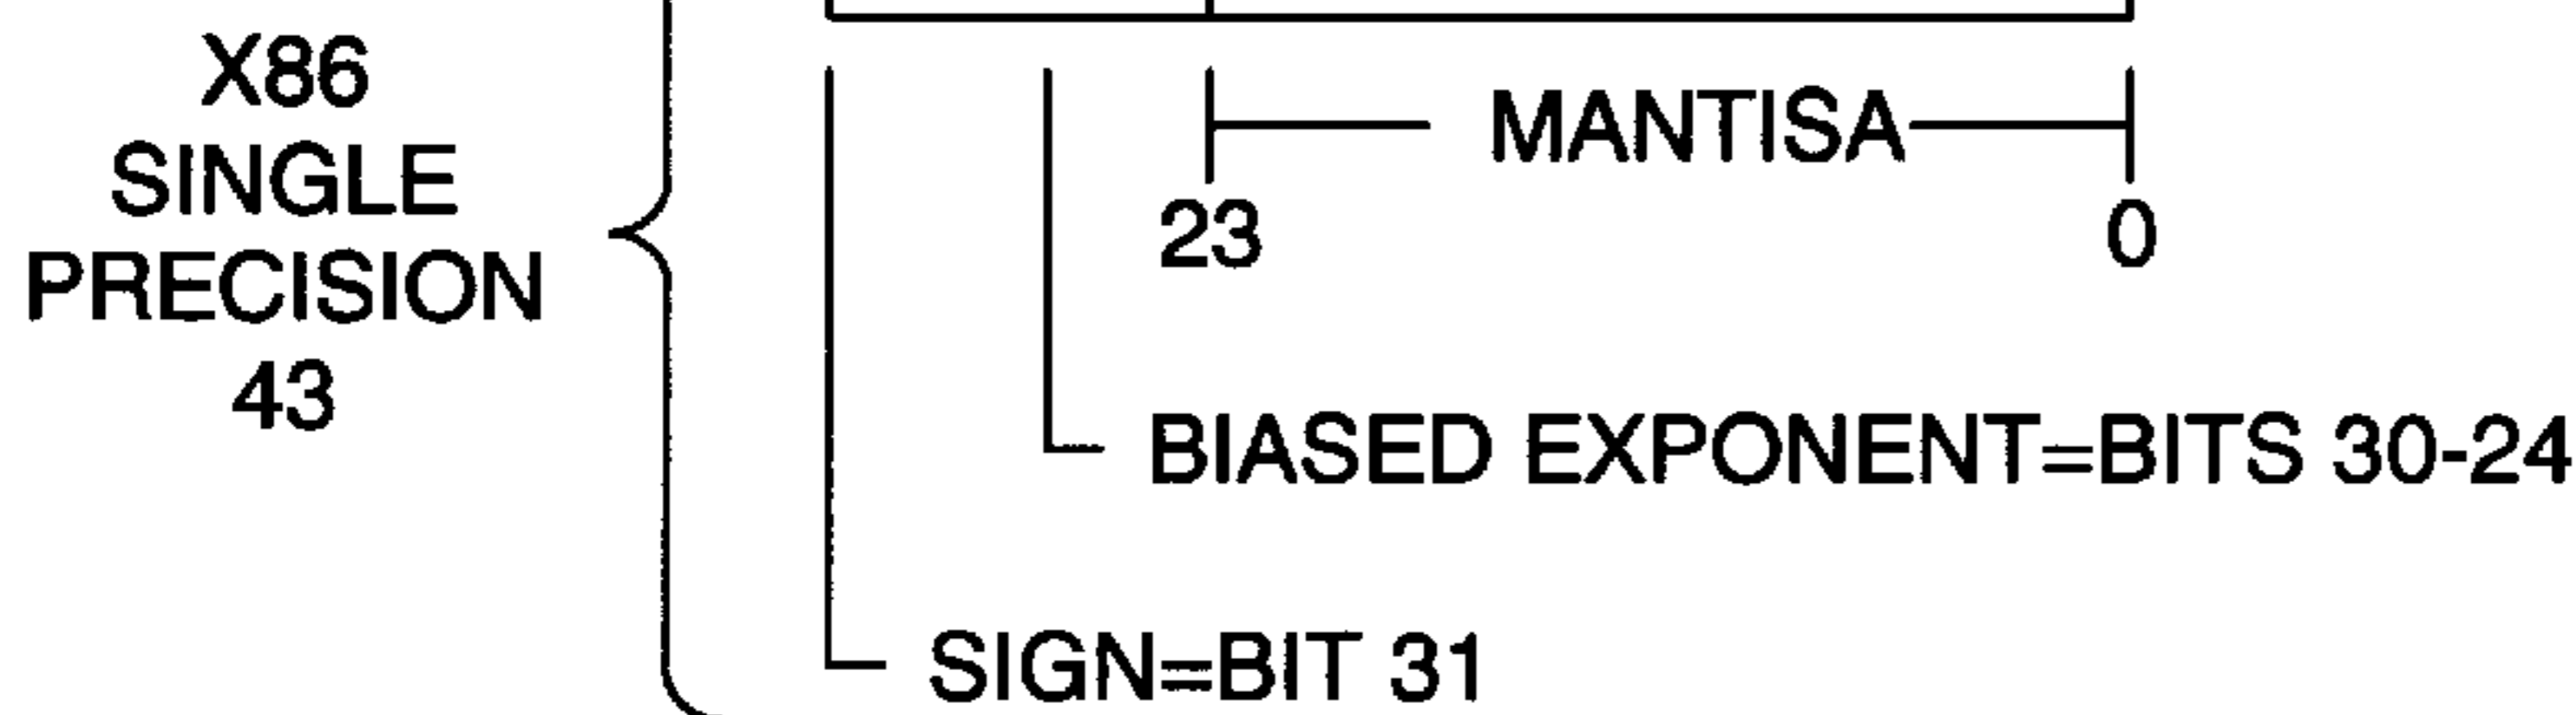 X86
SINGLE
PRECISION
43
MANTISA
23 0
BIASED EXPONENT=BITS 30-24
SIGN=BIT 31